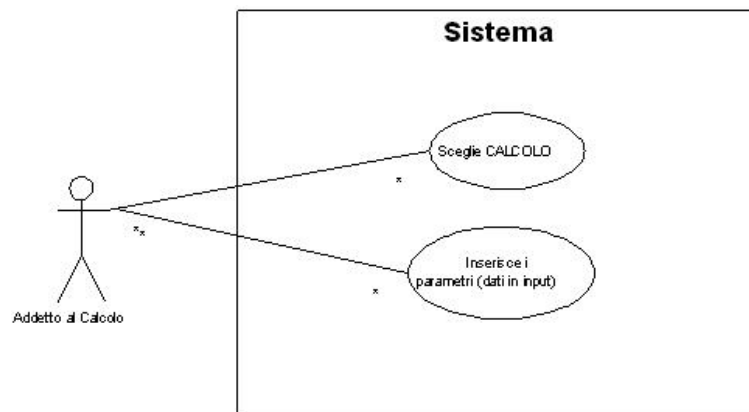 Sistema
Sceglie CALCOLO
*
**
Inserisce i
parametri (dati in input)
*
Addetto al Calcolo